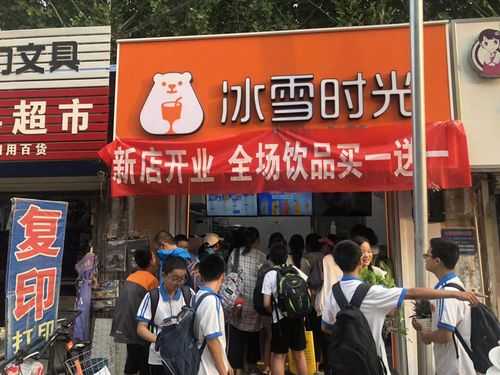 文具
超市
用百货
冰雪时光
新店开业 全场饮品买一送一
复印
打印